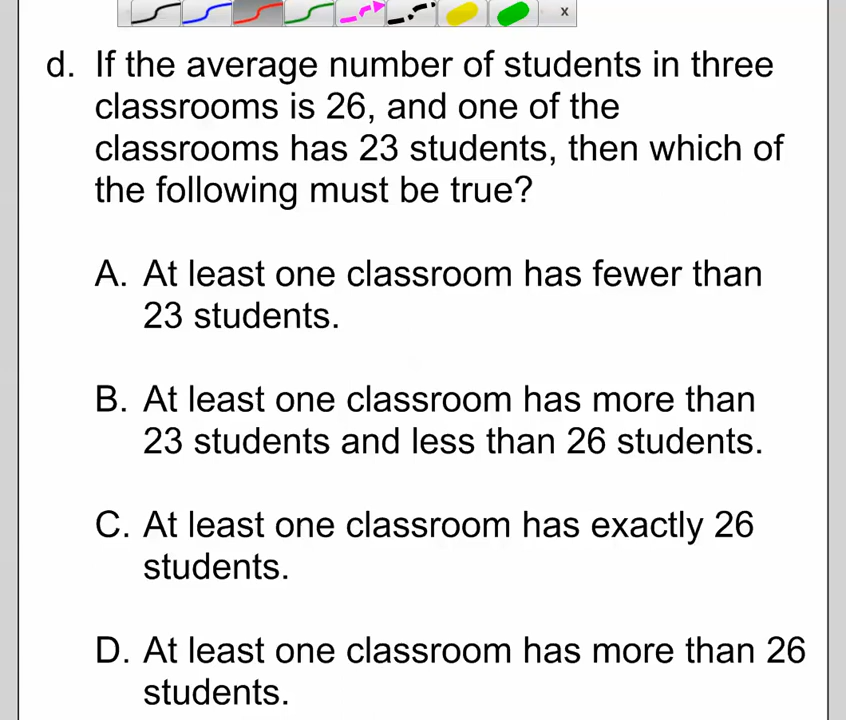 x
d. If the average number of students in three
classrooms is 26, and one of the
classrooms has 23 students, then which of
the following must be true?
A. At least one classroom has fewer than
23 students.
B. At least one classroom has more than
23 students and less than 26 students.
C. At least one classroom has exactly 26
students.
D. At least one classroom has more than 26
students.